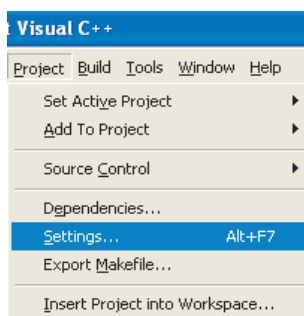 Visual C++
Project Build Tools Window Help
Set Active Project
Add To Project
Source Control
Dependencies...
Settings... Alt+F7
Export Makefile...
Insert Project into Workspace...